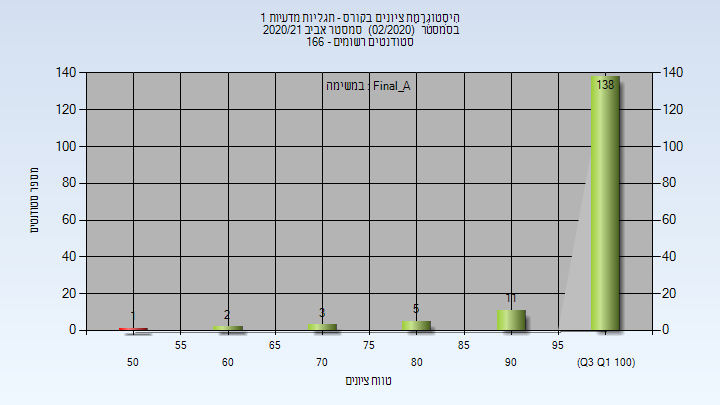 היסטוגרמת ציונים בקורס - תגליות מדעיות 1
בסמסטר (02/2020) סמסטר אביב 2020/21
סטודנטים רשומים - 166
במשימה : Final_A
מספר סטודנטים
140 140
120 120
100 100
80 80
60 60
40 40
20 20
0 0
1 2 3 5 11 138
55 65 75 85 95
50 60 70 80 90 (Q3 Q1 100)
טווח ציונים